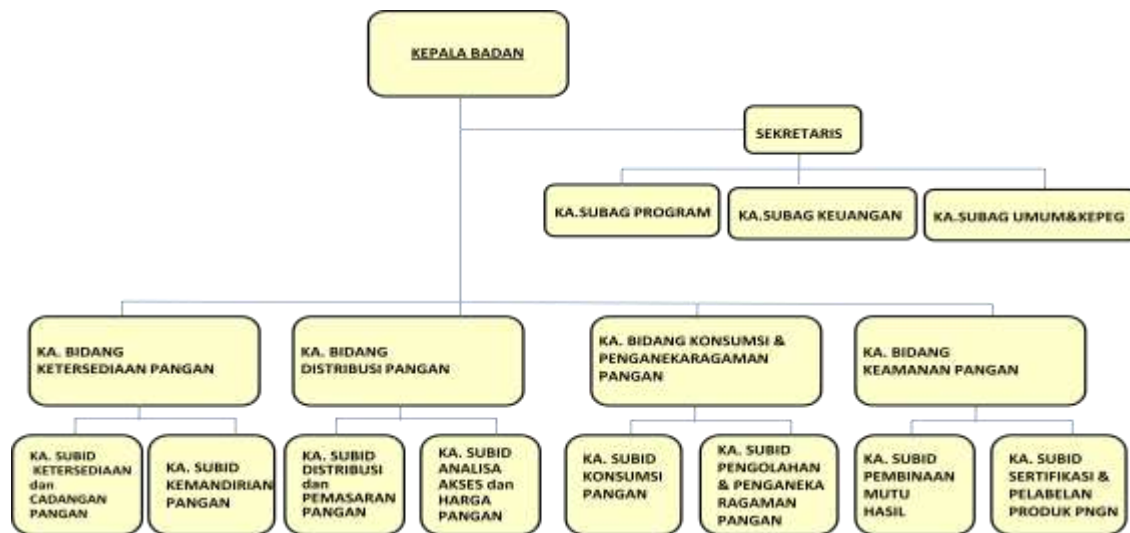 KEPALA BADAN
SEKRETARIS
KA.SUBAG PROGRAM
KA.SUBAG KEUANGAN
KA.SUBAG UMUM&KEPEG
KA. BIDANG
KETERSEDIAAN PANGAN
KA. BIDANG
DISTRIBUSI PANGAN
KA. BIDANG KONSUMSI &
PENGANEKARAGAMAN
PANGAN
KA. BIDANG
KEAMANAN PANGAN
KA. SUBID
KETERSEDIAAN
dan
CADANGAN
PANGAN
KA. SUBID
KEMANDIRIAN
PANGAN
KA. SUBID
DISTRIBUSI
dan
PEMASARAN
PANGAN
KA. SUBID
ANALISA
AKSES dan
HARGA
PANGAN
KA. SUBID
KONSUMSI
PANGAN
KA. SUBID
PENGOLAHAN
& PENGANEKA
RAGAMAN
PANGAN
KA. SUBID
PEMBINAAN
MUTU
HASIL
KA. SUBID
SERTIFIKASI &
PELABELAN
PRODUK PNGN